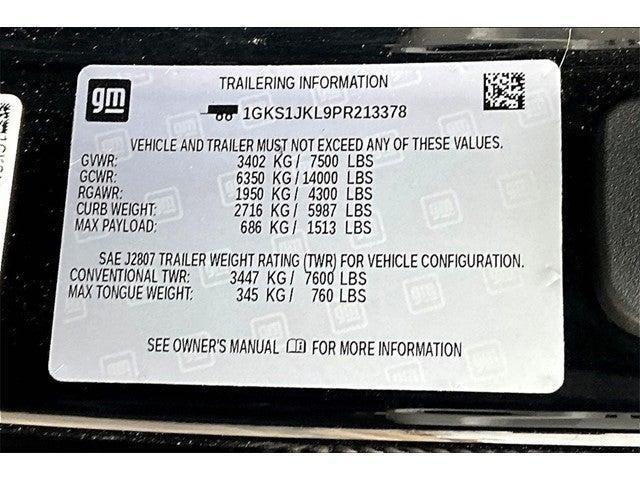 gm
TRAILERING INFORMATION
1GKS1JKL9PR213378
VEHICLE AND TRAILER MUST NOT EXCEED ANY OF THESE VALUES.
GVWR: 3402 KG / 7500 LBS
GCWR: 6350 KG / 14000 LBS
RGAWR: 1950 KG / 4300 LBS
CURB WEIGHT: 2716 KG / 5987 LBS
MAX PAYLOAD: 686 KG / 1513 LBS
SAE J2807 TRAILER WEIGHT RATING (TWR) FOR VEHICLE CONFIGURATION.
CONVENTIONAL TWR: 3447 KG / 7600 LBS
MAX TONGUE WEIGHT: 345 KG / 760 LBS
SEE OWNER'S MANUAL FOR MORE INFORMATION